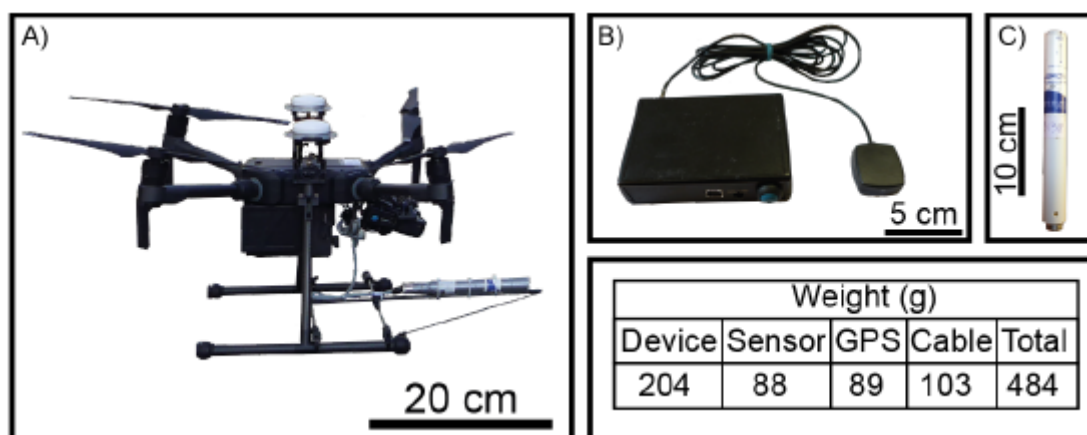 A)
20 cm
B)
5 cm
C)
10 cm
Weight (g)
Device Sensor GPS Cable Total
204 88 89 103 484